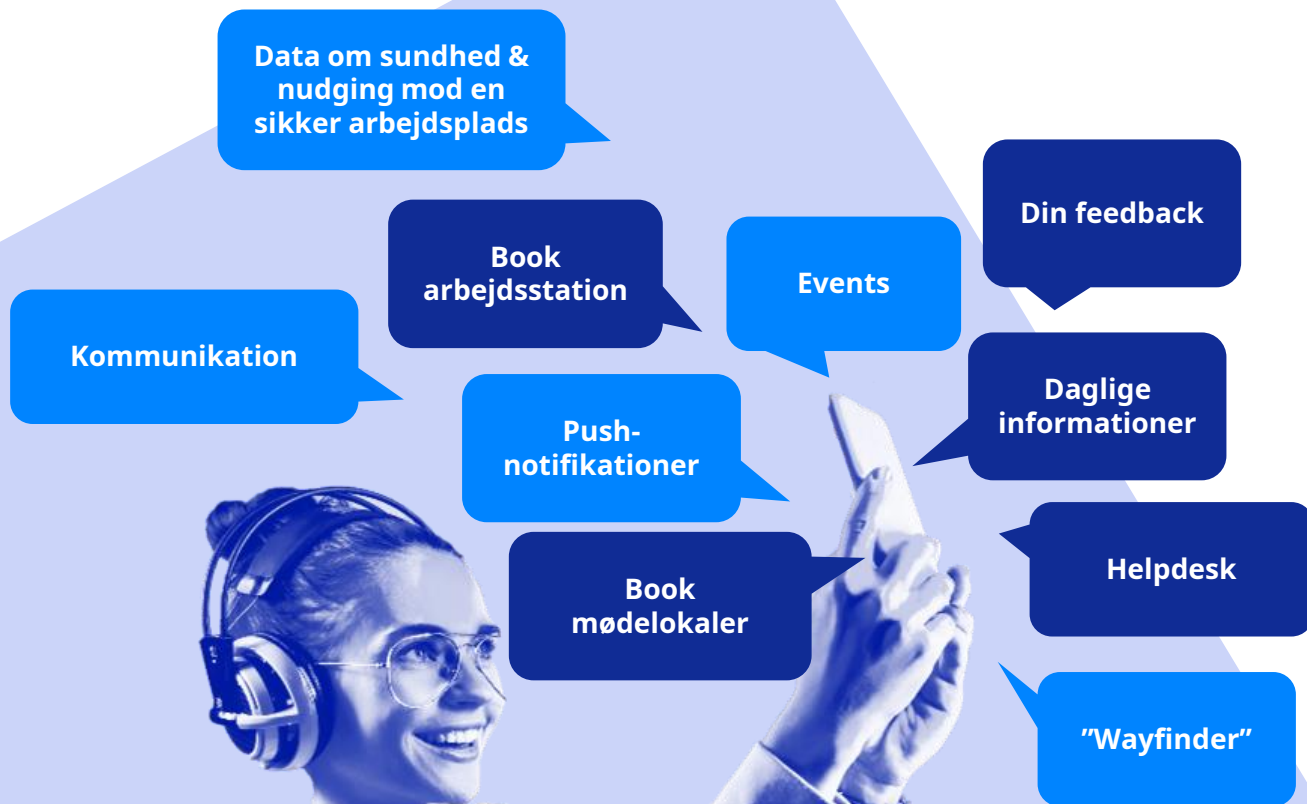 Data om sundhed &
nudging mod en
sikker arbejdsplads
Din feedback
Book
arbejdsstation
Events
Kommunikation
Daglige
informationer
Push-
notifikationer
Helpdesk
Book
mødelokaler
”Wayfinder”